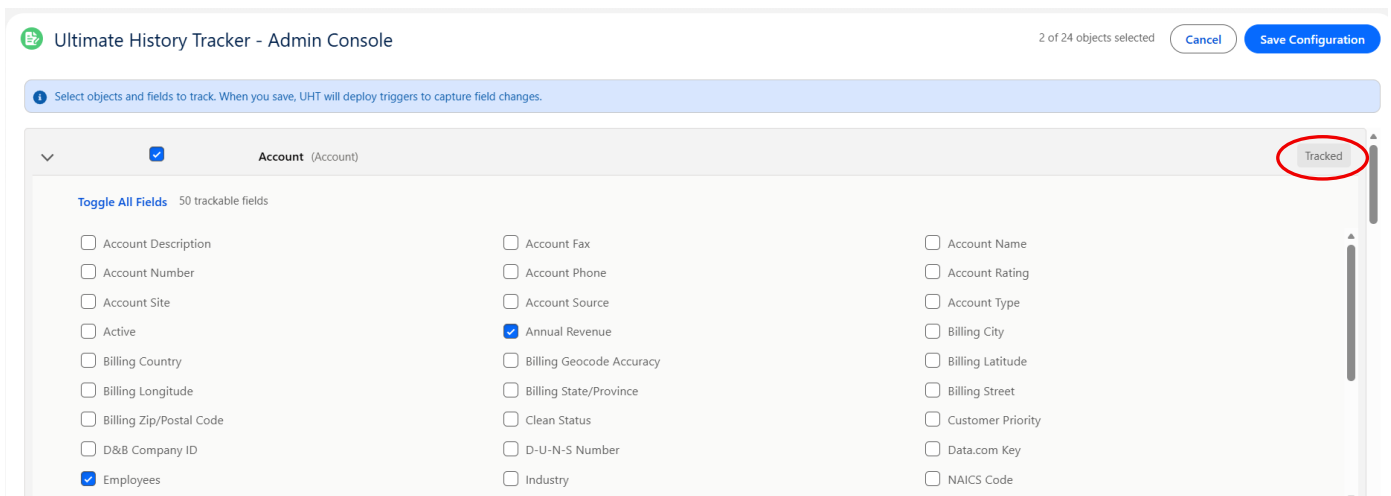 Ultimate History Tracker - Admin Console
2 of 24 objects selected
Cancel
Save Configuration
Select objects and fields to track. When you save, UHT will deploy triggers to capture field changes.
Account (Account)
Tracked
Toggle All Fields 50 trackable fields
Account Description
Account Fax
Account Name
Account Number
Account Phone
Account Rating
Account Site
Account Source
Account Type
Active
Annual Revenue
Billing City
Billing Country
Billing Geocode Accuracy
Billing Latitude
Billing Longitude
Billing State/Province
Billing Street
Billing Zip/Postal Code
Clean Status
Customer Priority
D&B Company ID
D-U-N-S Number
Data.com Key
Employees
Industry
NAICS Code